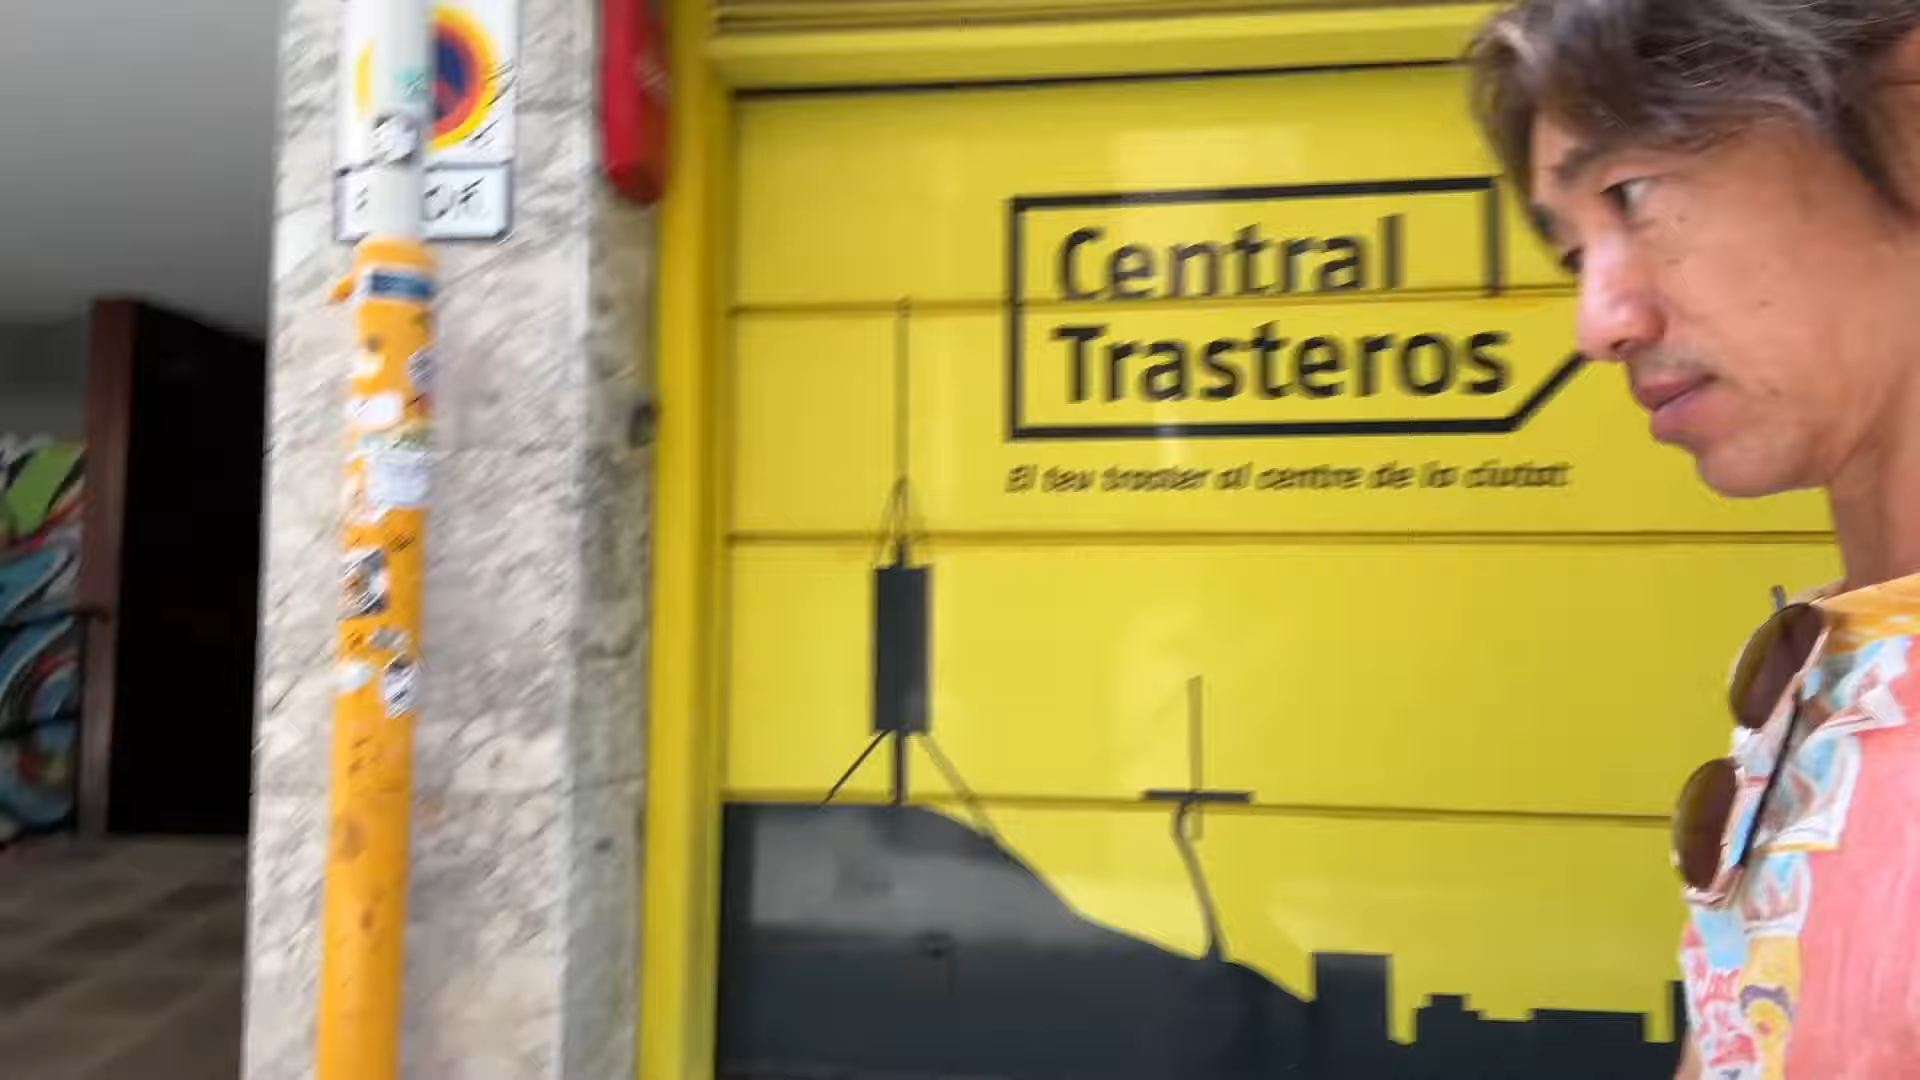 Central
Trasteros
El teu traster al centre de la ciutat